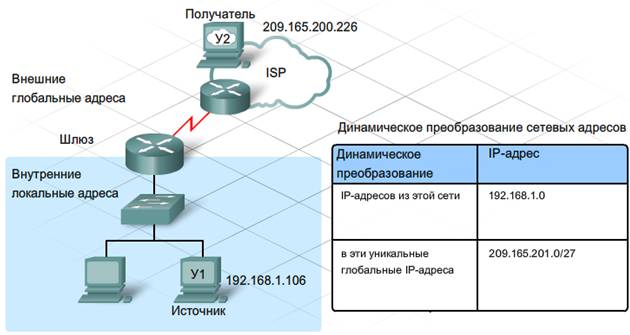 Получатель
209.165.200.226
У2
ISP
Внешние
глобальные адреса
Шлюз
Внутренние
локальные адреса
У1
192.168.1.106
Источник
Динамическое преобразование сетевых адресов
Динамическое
преобразование
IP-адрес
IP-адресов из этой сети
192.168.1.0
в эти уникальные
глобальные IP-адреса
209.165.201.0/27